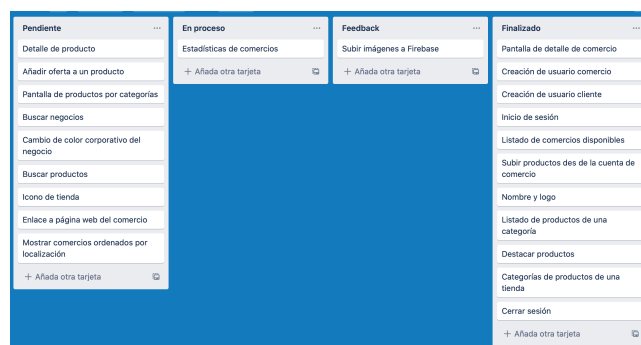 Pendiente
Detalle de producto
Añadir oferta a un producto
Pantalla de productos por categorías
Buscar negocios
Cambio de color corporativo del
negocio
Buscar productos
Icono de tienda
Enlace a página web del comercio
Mostrar comercios ordenados por
localización
+ Añada otra tarjeta
En proceso
Estadísticas de comercios
+ Añada otra tarjeta
Feedback
Subir imágenes a Firebase
+ Añada otra tarjeta
Finalizado
Pantalla de detalle de comercio
Creación de usuario comercio
Creación de usuario cliente
Inicio de sesión
Listado de comercios disponibles
Subir productos des de la cuenta de
comercio
Nombre y logo
Listado de productos de una
categoría
Destacar productos
Categorías de productos de una
tienda
Cerrar sesión
+ Añada otra tarjeta